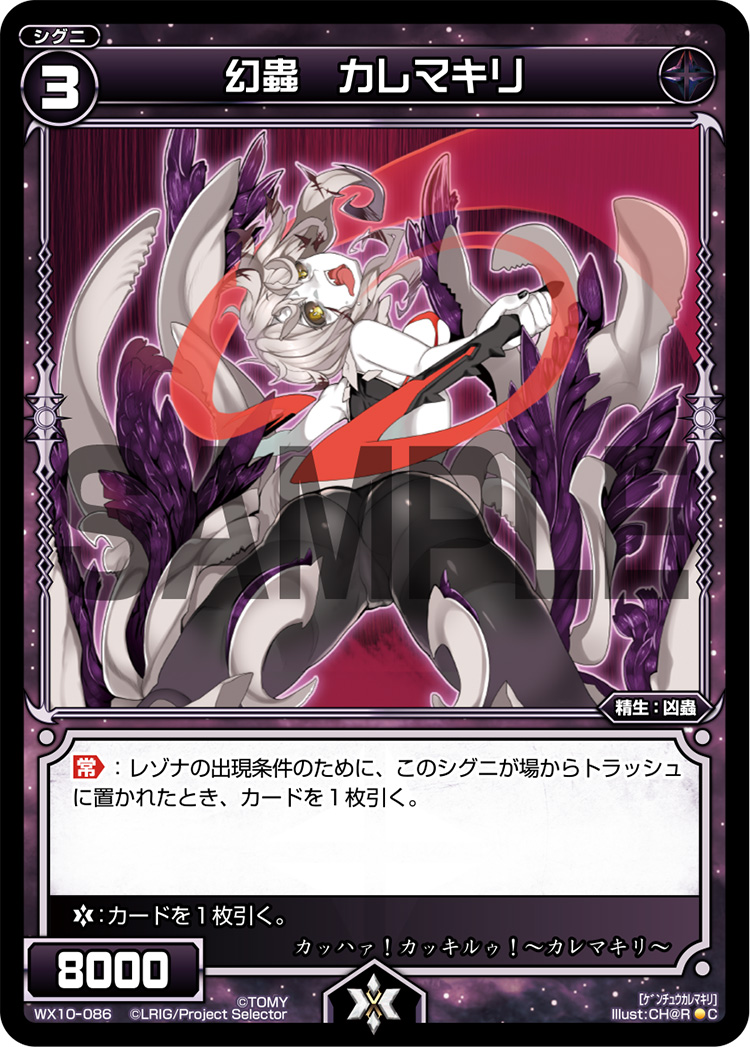 シグニ
3
幻蟲 カレマキリ
SAMPLE
精生：凶蟲
常：レゾナの出現条件のために、このシグニが場からトラッシュ
に置かれたとき、カードを1枚引く。
：カードを1枚引く。
カッハァ！カッキルゥ！～カレマキリ～
8000
WX10-086 ©TOMY ©LRIG/Project Selector
[ゲンチュウカレマキリ]
Illust:CH@R C